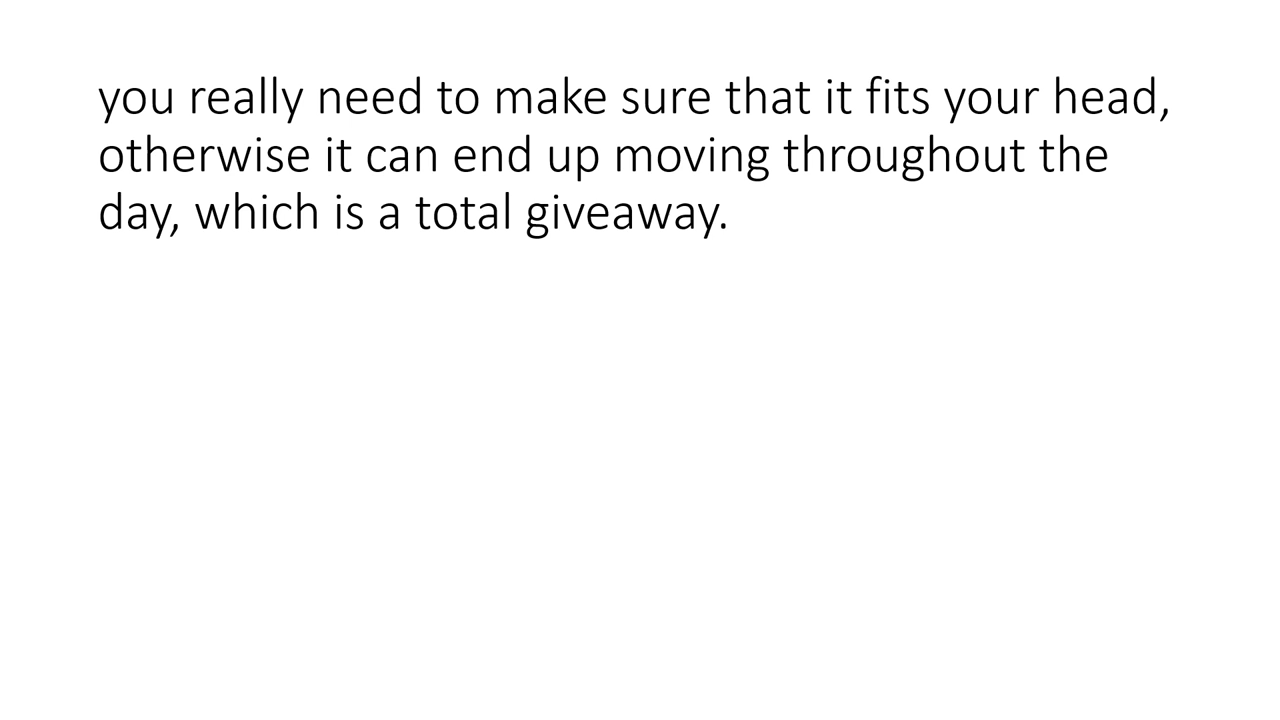 you really need to make sure that it fits your head,
otherwise it can end up moving throughout the
day, which is a total giveaway.